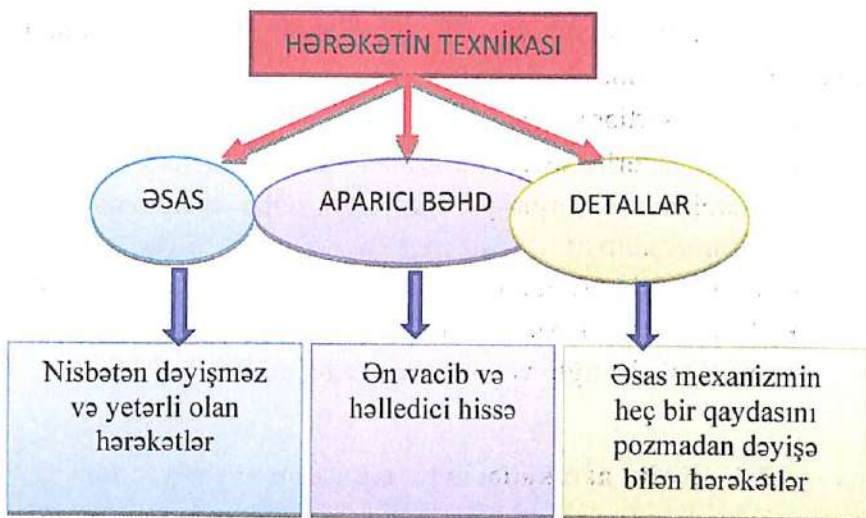 HƏRƏKƏTİN TEXNİKASI
ƏSAS
APARICI BƏHD
DETALLAR
Nisbətən dəyişməz
və yetərli olan
hərəkətlər
Ən vacib və
həlledici hissə
Əsas mexanizmin
heç bir qaydasını
pozmadan dəyişə
bilən hərəkətlər